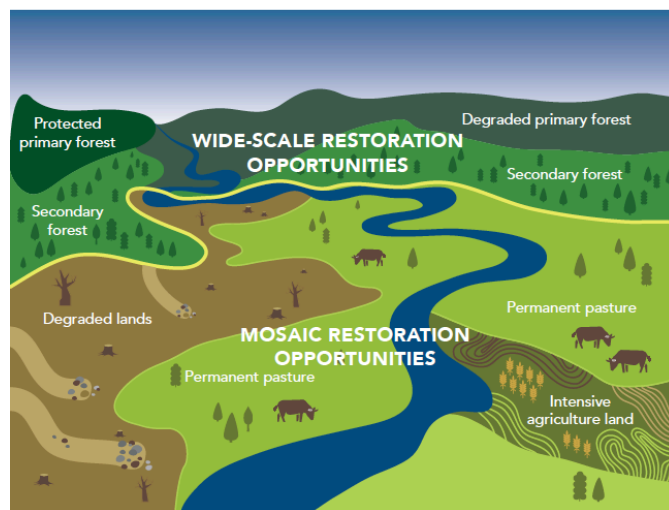 Protected
primary forest
Degraded primary forest
WIDE-SCALE RESTORATION
OPPORTUNITIES
Secondary forest
Secondary
forest
Permanent pasture
Degraded lands
MOSAIC RESTORATION
OPPORTUNITIES
Permanent pasture
Intensive
agriculture land